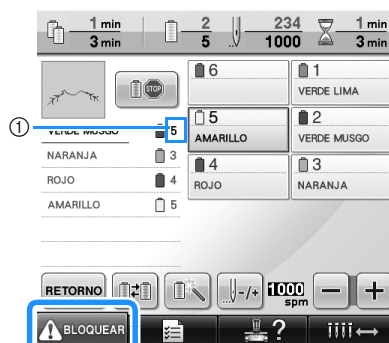 1 min
3 min
2
5
234
1000
1 min
3 min
6
1
VERDE LIMA
①
VERDE MUSGO 5
5
AMARILLO
2
VERDE MUSGO
NARANJA 3
ROJO 4
AMARILLO 5
4
ROJO
3
NARANJA
RETORNO
-/+
1000
spm
− +
BLOQUEAR
?